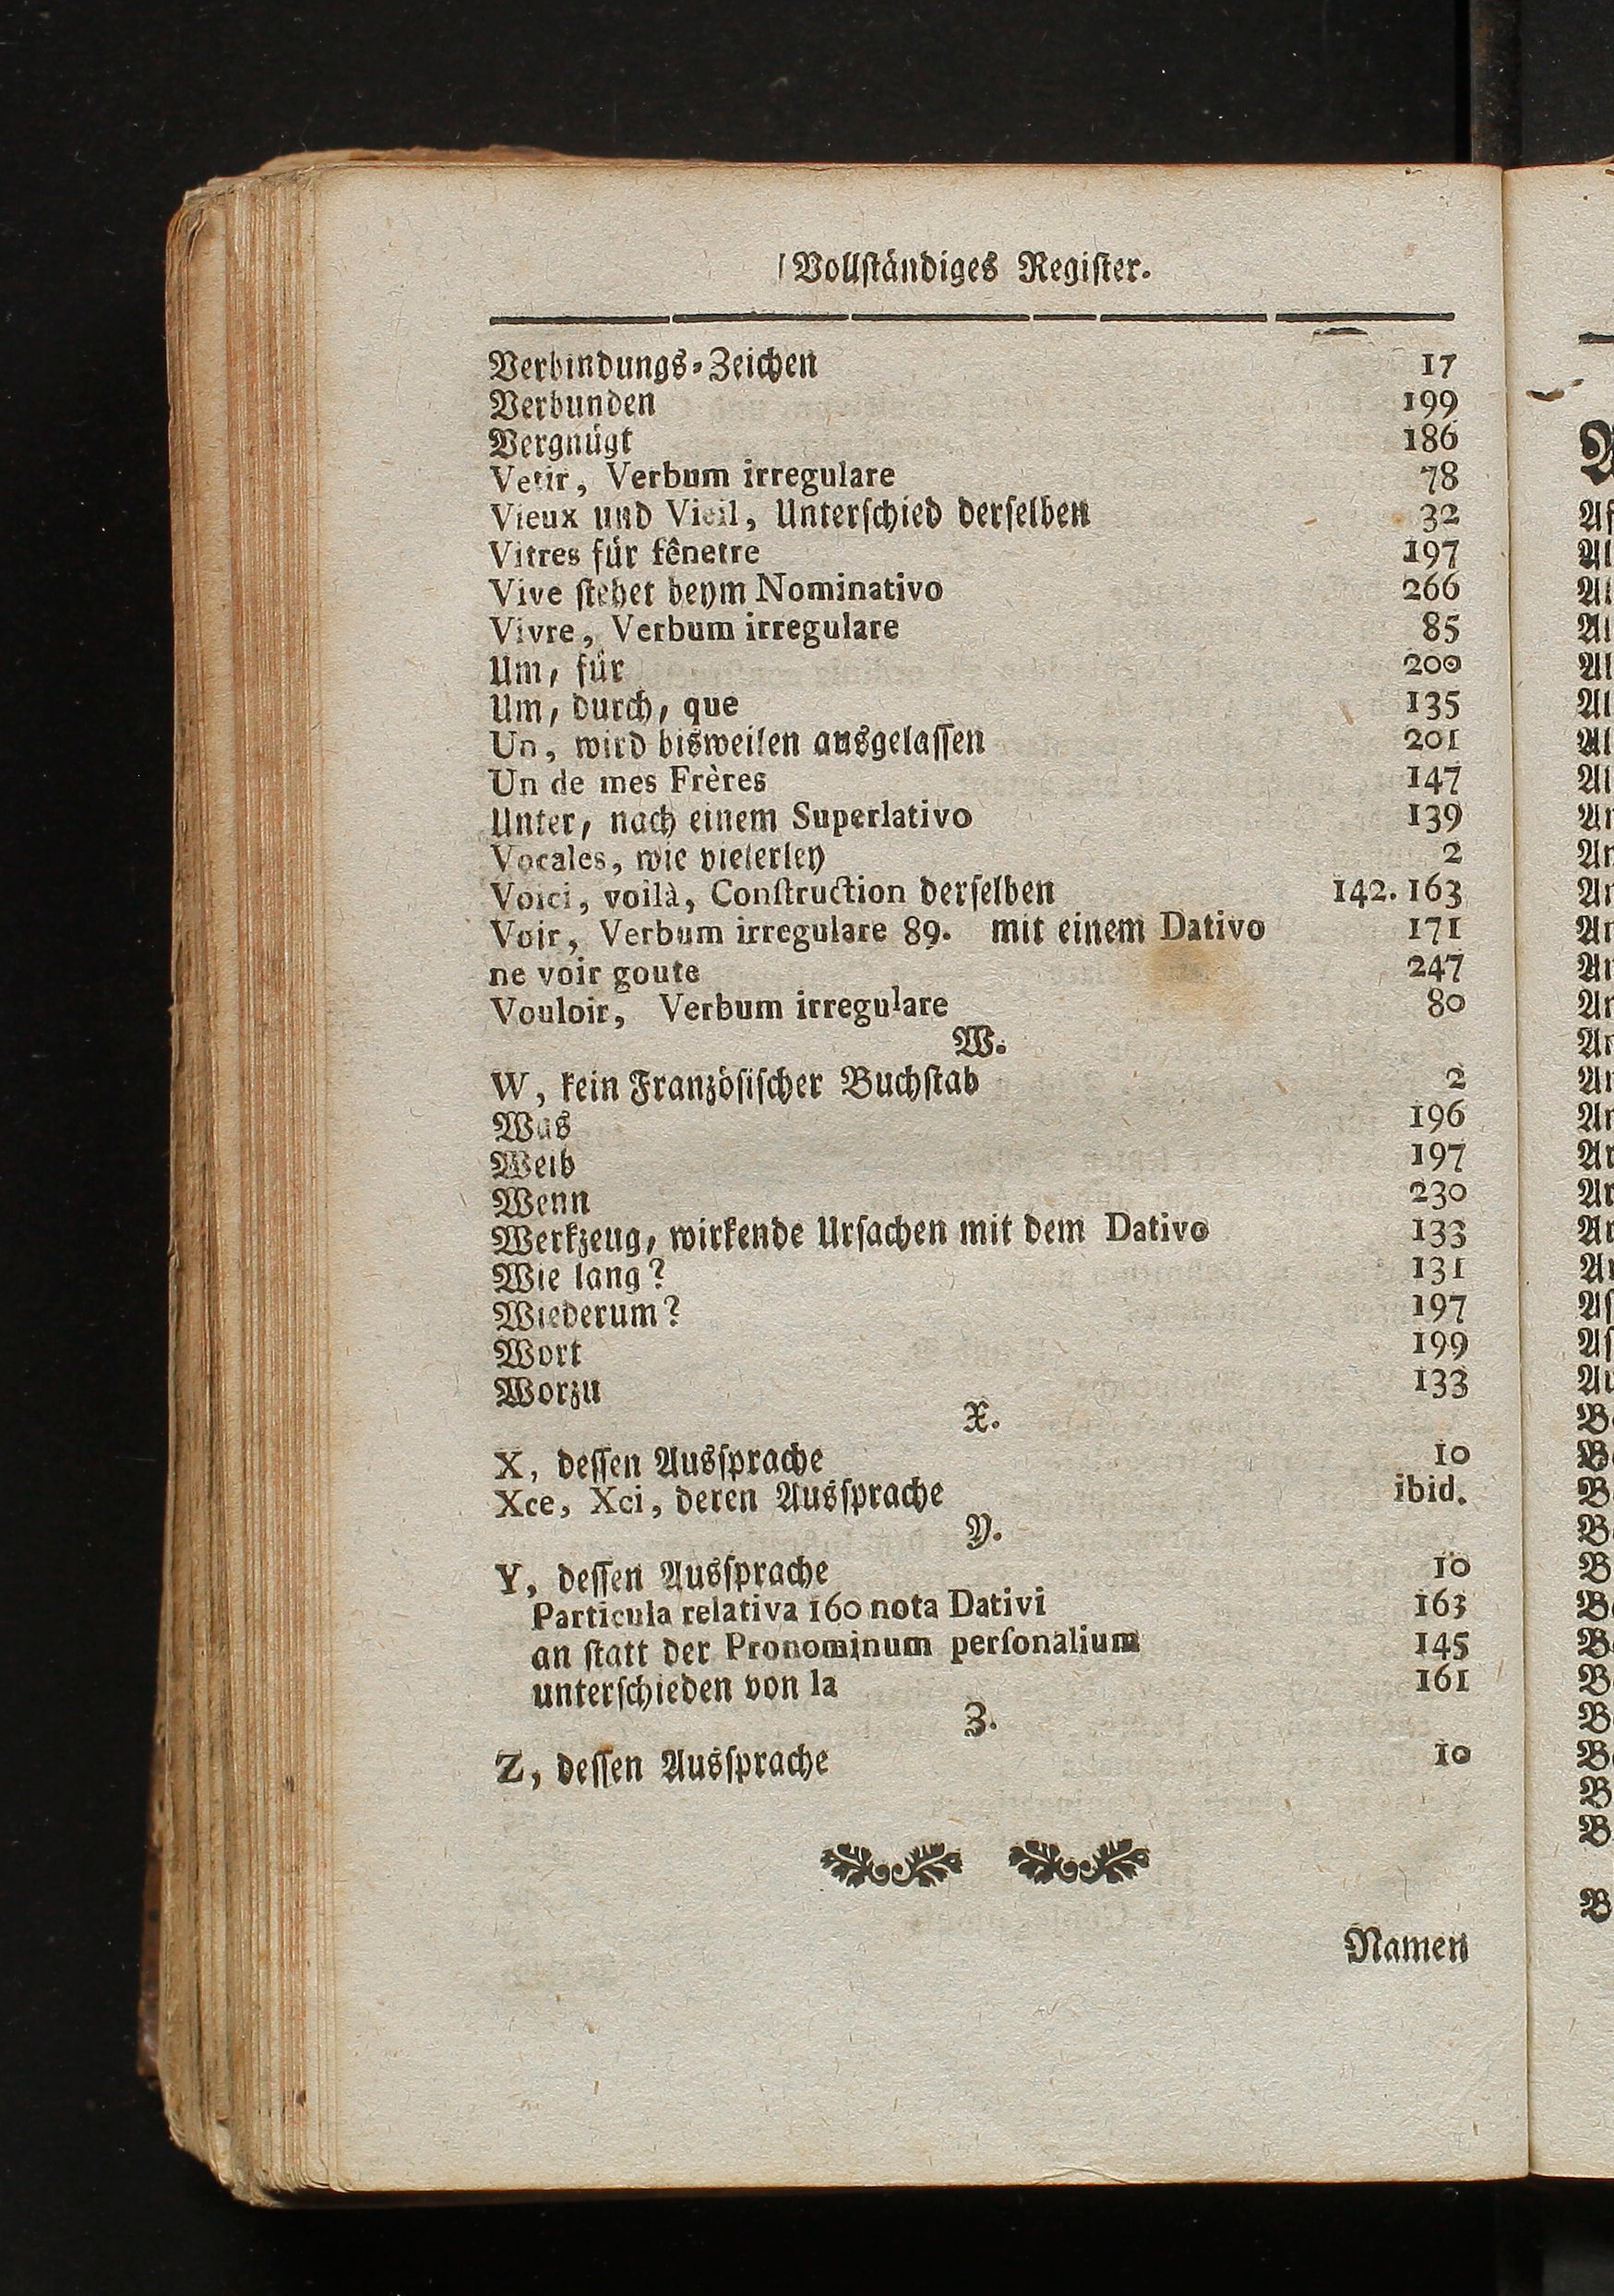 Vollständiges Register.
Verbindungs-Zeichen 17
Verbunden 199
Vergnügt 186
Vetir, Verbum irregulare 78
Vieux und Vieil, Unterſchied derſelben 32
Vitres für fênetre 197
Vive ſtehet beym Nominativo 266
Vivre, Verbum irregulare 85
Um, für 200
Um, durch, que 135
Un, wird bisweilen ausgelaſſen 201
Un de mes Frères 147
Unter, nach einem Superlativo 139
Vocales, wie vielerley 2
Voici, voilà, Conſtruction derſelben 142. 163
Voir, Verbum irregulare 89. mit einem Dativo 171
ne voir goute 247
Vouloir, Verbum irregulare 80
W.
W, kein Französiſcher Buchſtab 2
Was 196
Weib 197
Wenn 230
Werkzeug, wirkende Urſachen mit dem Dativo 133
Wie lang? 131
Wiederum? 197
Wort 199
Worzu 133
X.
X, deſſen Ausſprache 10
Xce, Xci, deren Ausſprache ibid.
Y.
Y, deſſen Ausſprache 10
Particula relativa 160 nota Dativi 163
an ſtatt der Pronominum perſonalium 145
unterſchieden von la 161
Z.
Z, deſſen Ausſprache 10
Namen